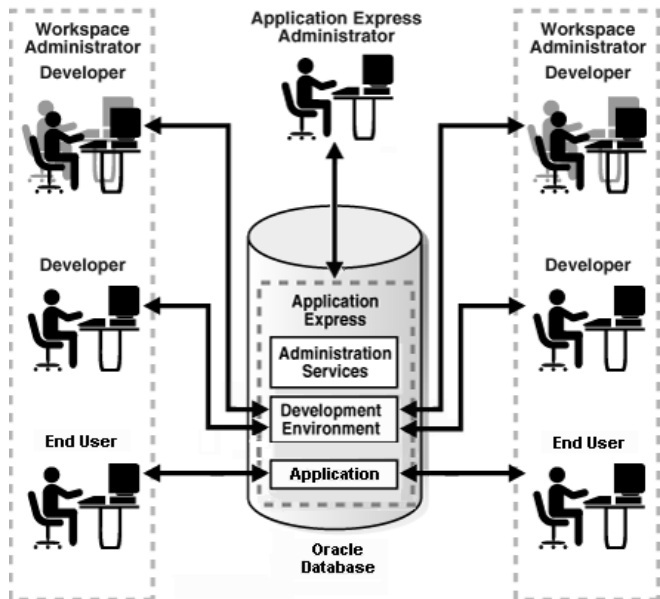 Workspace
Administrator
Developer
Developer
End User
Application Express
Administrator
Application
Express
Administration
Services
Development
Environment
Application
Oracle
Database
Workspace
Administrator
Developer
Developer
End User